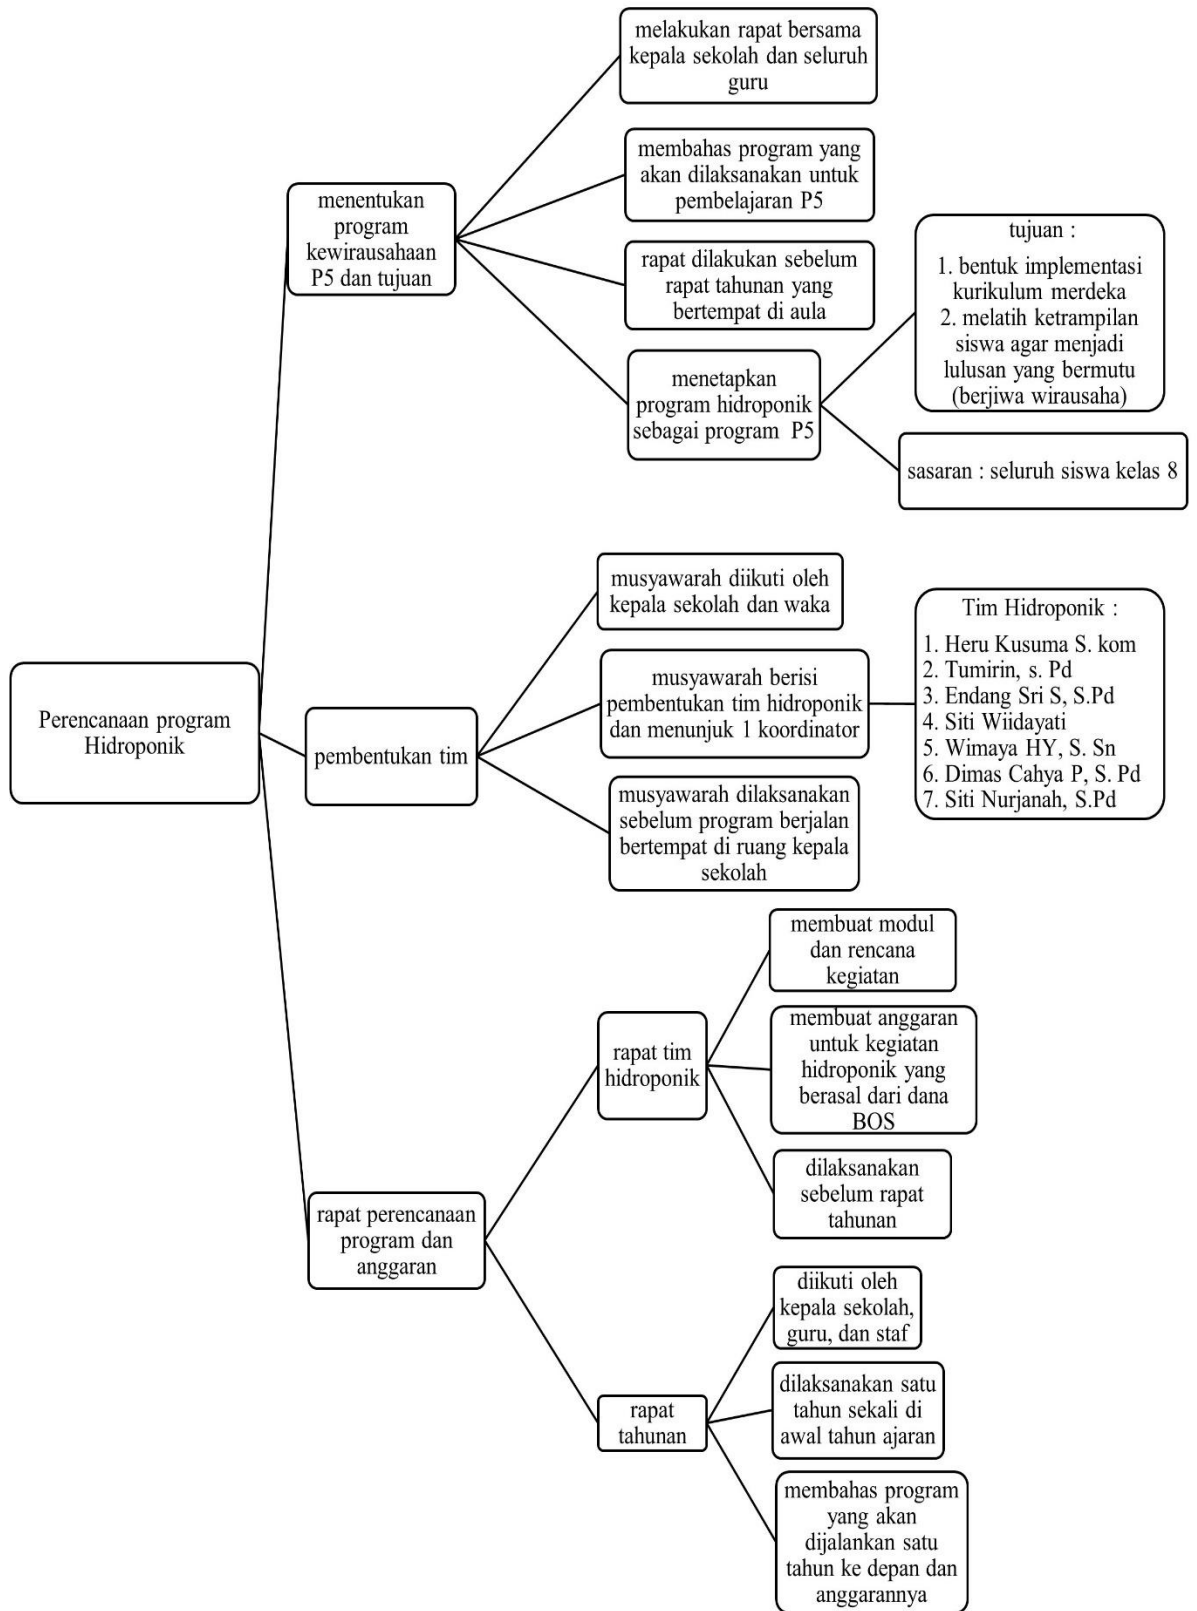 Perencanaan program
Hidroponik
menentukan
program
kewirausahaan
P5 dan tujuan
melakukan rapat bersama
kepala sekolah dan seluruh
guru
membahas program yang
akan dilaksanakan untuk
pembelajaran P5
rapat dilakukan sebelum
rapat tahunan yang
bertempat di aula
menetapkan
program hidroponik
sebagai program P5
tujuan :
1. bentuk implementasi
kurikulum merdeka
2. melatih ketrampilan
siswa agar menjadi
lulusan yang bermutu
(berjiwa wirausaha)
sasaran : seluruh siswa kelas 8
pembentukan tim
musyawarah diikuti oleh
kepala sekolah dan waka
musyawarah berisi
pembentukan tim hidroponik
dan menunjuk 1 koordinator
Tim Hidroponik :
1. Heru Kusuma S. kom
2. Tumirin, s. Pd
3. Endang Sri S, S.Pd
4. Siti Wiidayati
5. Wimaya HY, S. Sn
6. Dimas Cahya P, S. Pd
7. Siti Nurjanah, S.Pd
musyawarah dilaksanakan
sebelum program berjalan
bertempat di ruang kepala
sekolah
rapat perencanaan
program dan
anggaran
rapat tim
hidroponik
membuat modul
dan rencana
kegiatan
membuat anggaran
untuk kegiatan
hidroponik yang
berasal dari dana
BOS
dilaksanakan
sebelum rapat
tahunan
rapat
tahunan
diikuti oleh
kepala sekolah,
guru, dan staf
dilaksanakan satu
tahun sekali di
awal tahun ajaran
membahas program
yang akan
dijalankan satu
tahun ke depan dan
anggarannya